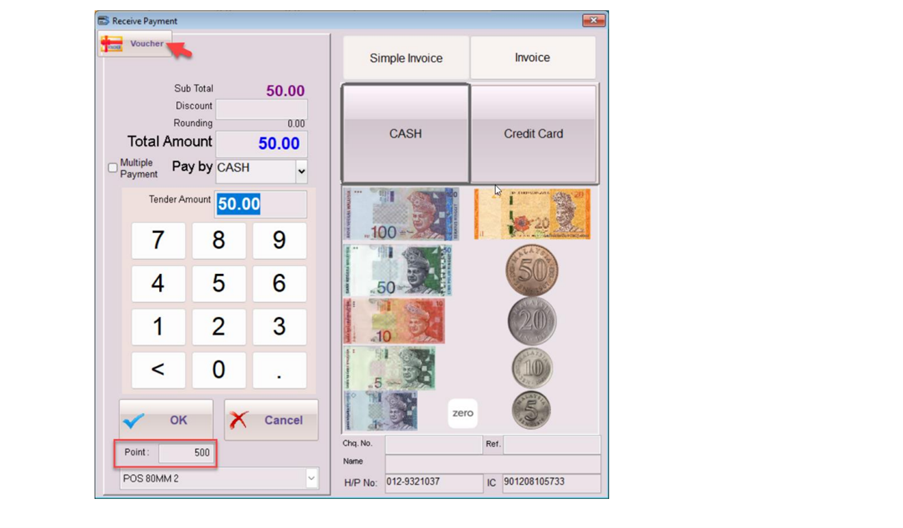 Receive Payment
Voucher
Simple Invoice
Invoice
Sub Total 50.00
Discount
Rounding 0.00
Total Amount 50.00
Multiple Payment
Pay by CASH
CASH
Credit Card
Tender Amount 50.00
7 8 9
4 5 6
1 2 3
< 0 .
100
20
50
50
10
20
5
10
5
zero
OK
Cancel
Point : 500
POS 80MM 2
Chq. No.
Ref.
Name
H/P No: 012-9321037
IC 901208105733